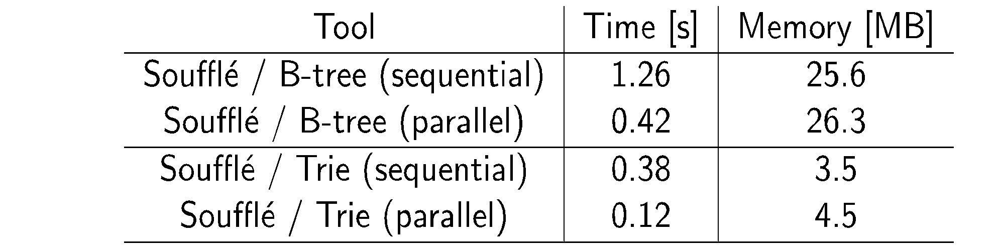 Tool Time [s] Memory [MB]
Soufflé / B-tree (sequential) 1.26 25.6
Soufflé / B-tree (parallel) 0.42 26.3
Soufflé / Trie (sequential) 0.38 3.5
Soufflé / Trie (parallel) 0.12 4.5